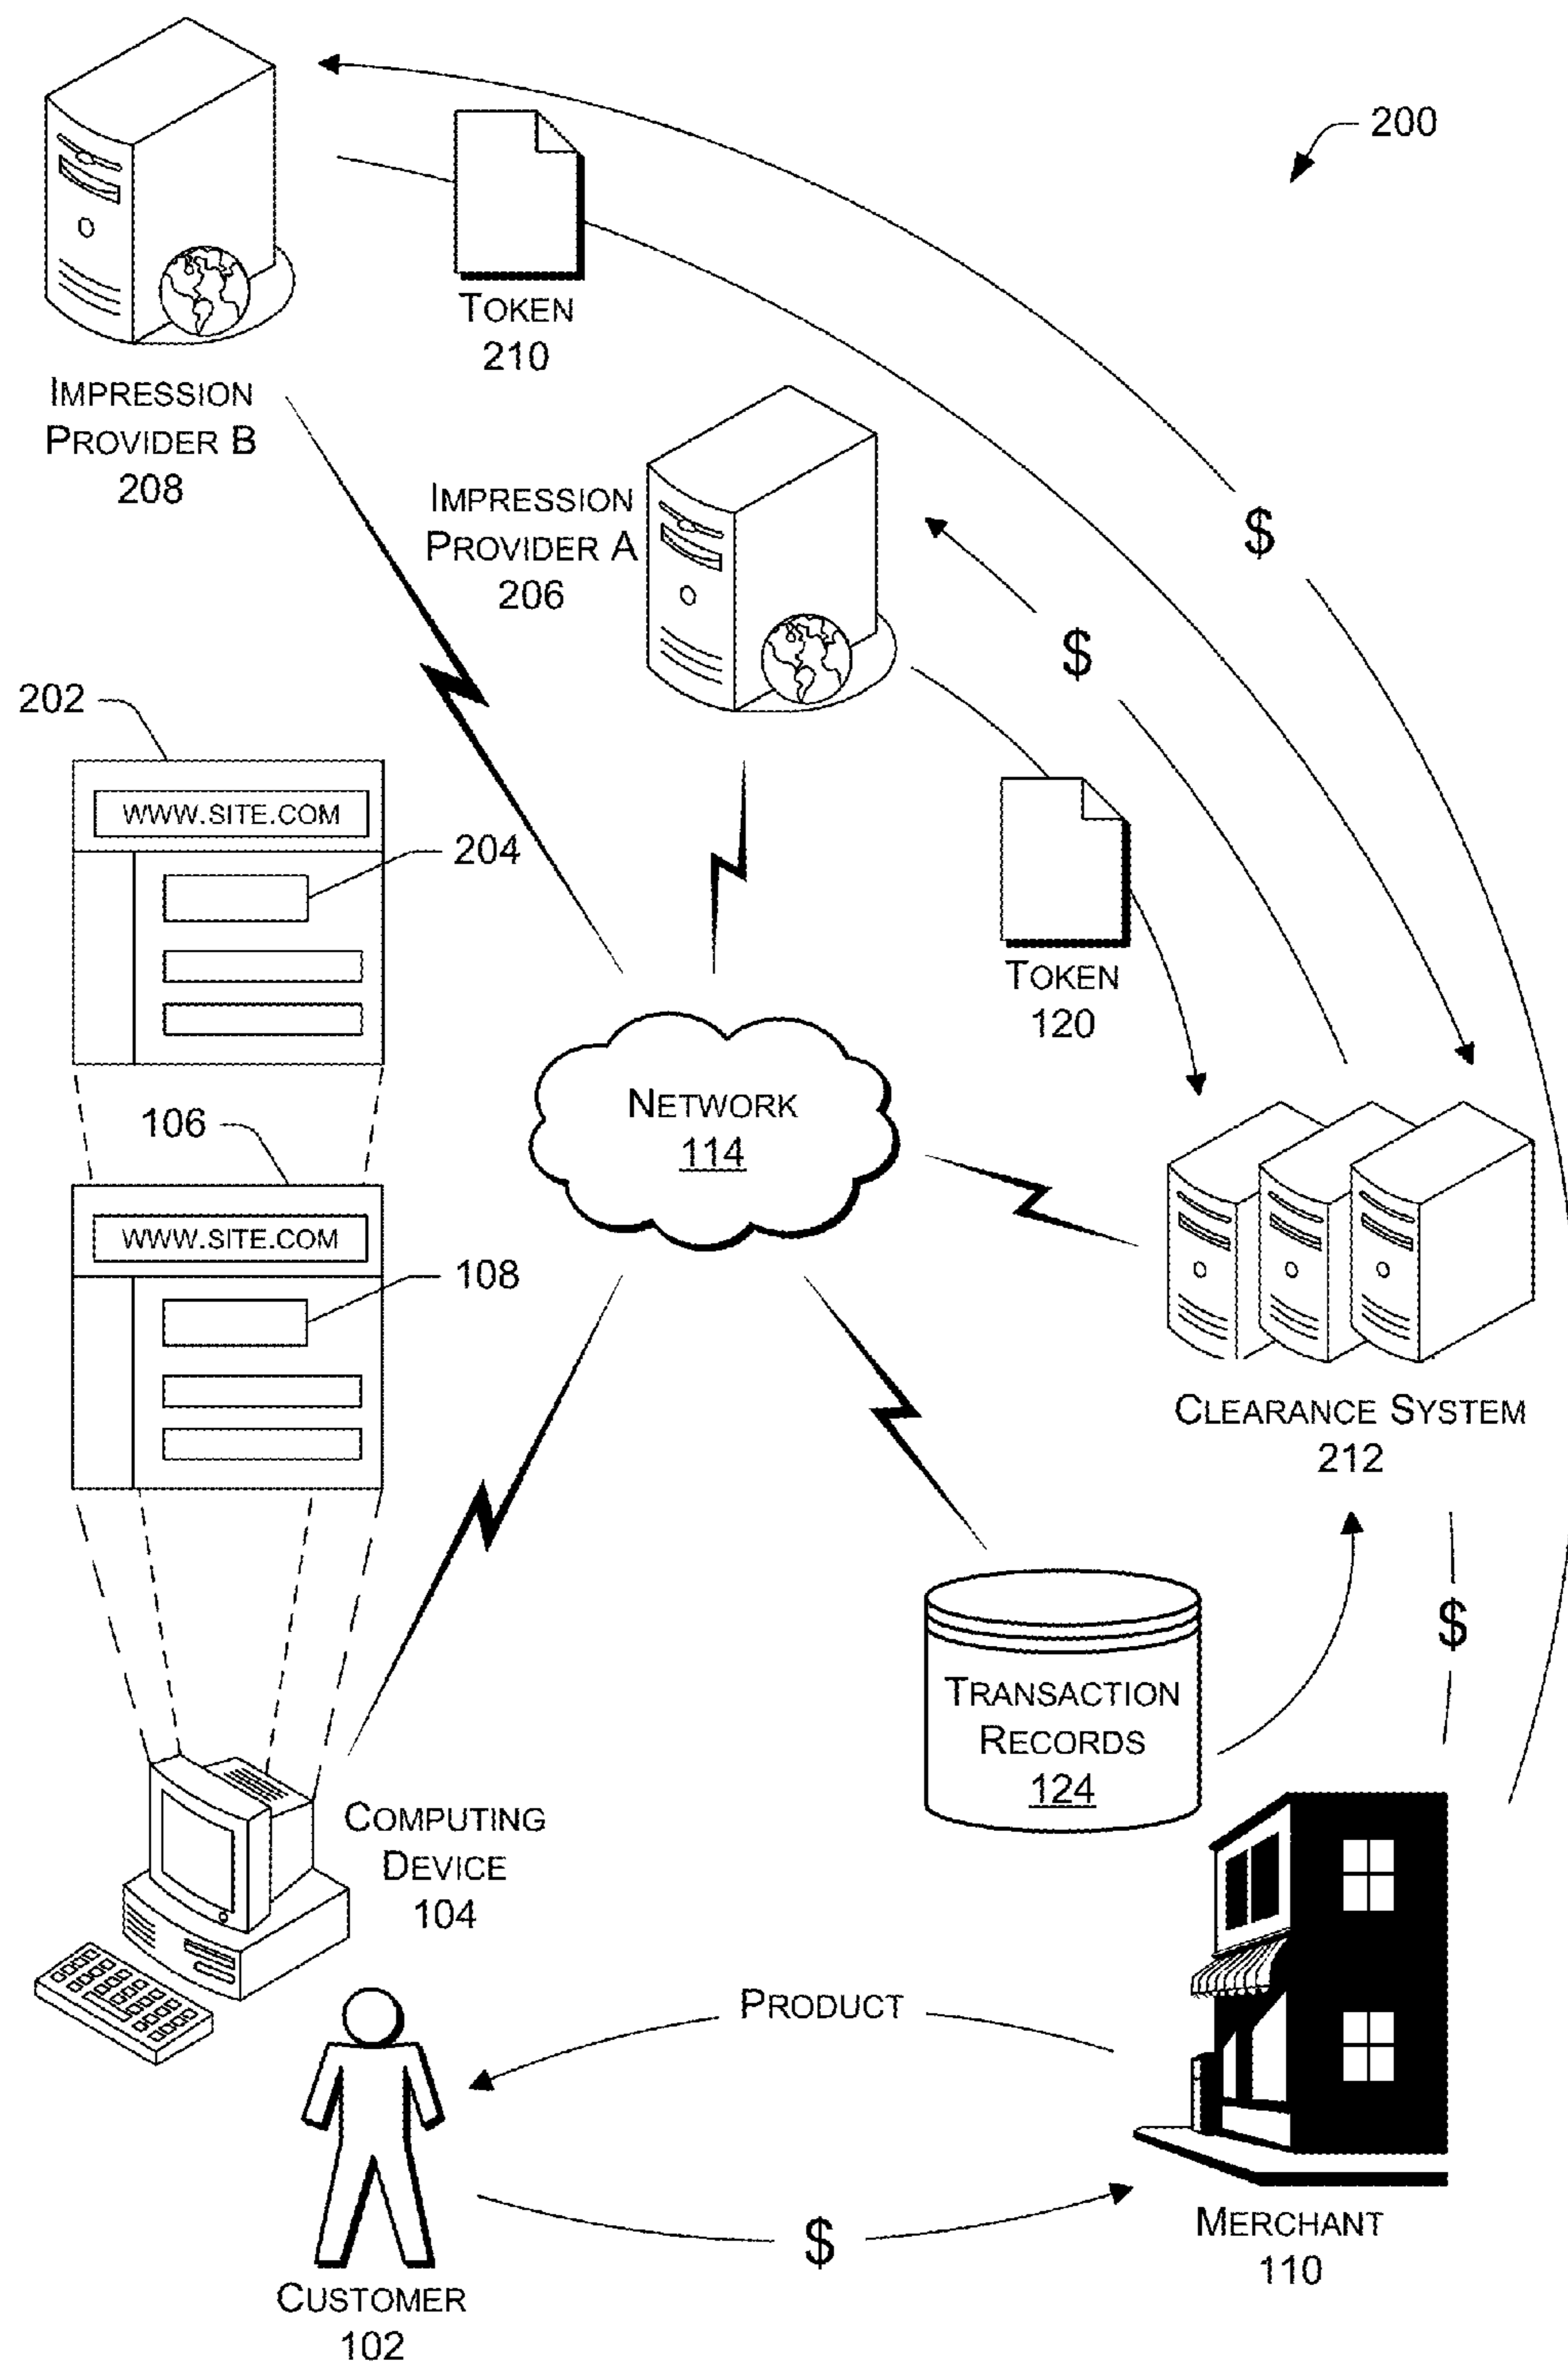 200
TOKEN
210
IMPRESSION
PROVIDER B
208
IMPRESSION
PROVIDER A
206
$
$
202
WWW.SITE.COM
204
TOKEN
120
NETWORK
114
106
WWW.SITE.COM
108
CLEARANCE SYSTEM
212
$
TRANSACTION
RECORDS
124
COMPUTING
DEVICE
104
PRODUCT
$
MERCHANT
110
CUSTOMER
102